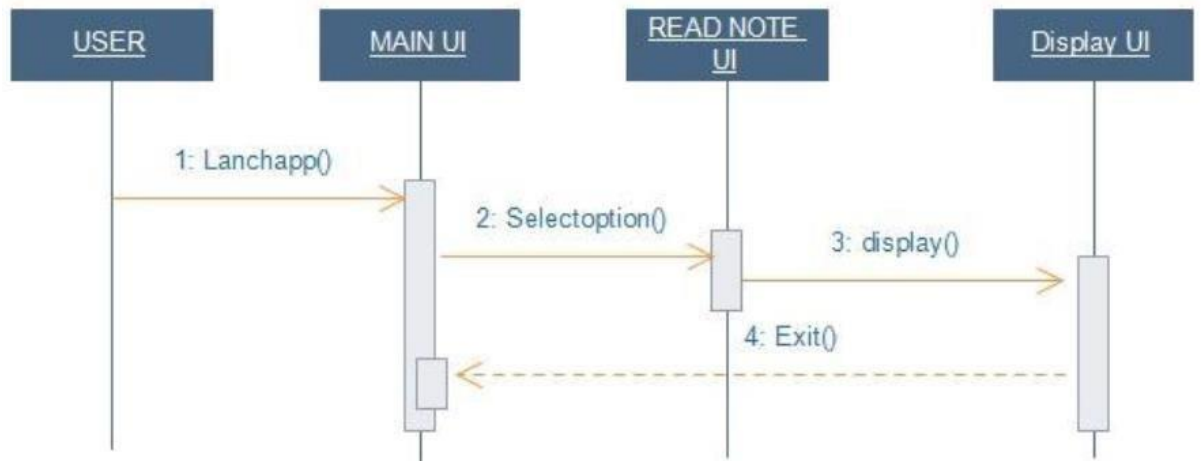 USER
MAIN UI
READ NOTE
UI
Display UI
1: Lanchapp()
2: Selectoption()
3: display()
4: Exit()